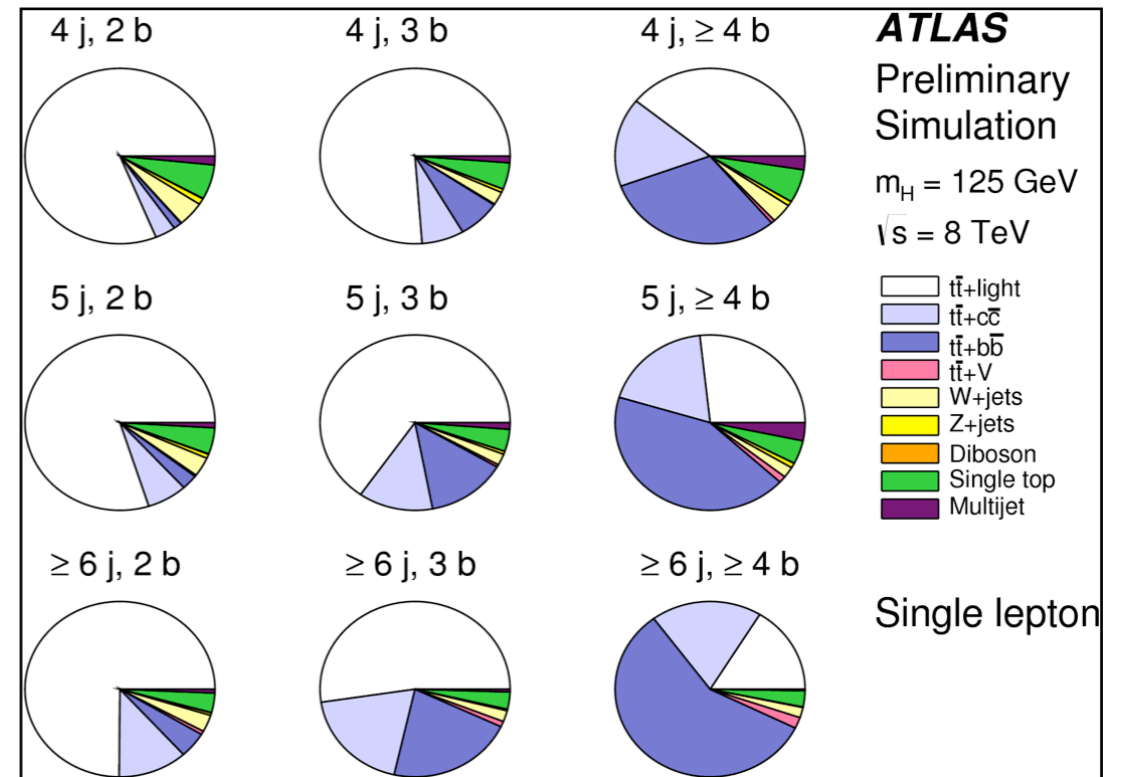 4 j, 2 b
4 j, 3 b
4 j, ≥ 4 b
ATLAS
Preliminary
Simulation
m_H = 125 GeV
√s = 8 TeV
5 j, 2 b
5 j, 3 b
5 j, ≥ 4 b
tt̄+light
tt̄+cc̄
tt̄+bb̄
tt̄+V
W+jets
Z+jets
Diboson
Single top
Multijet
≥ 6 j, 2 b
≥ 6 j, 3 b
≥ 6 j, ≥ 4 b
Single lepton